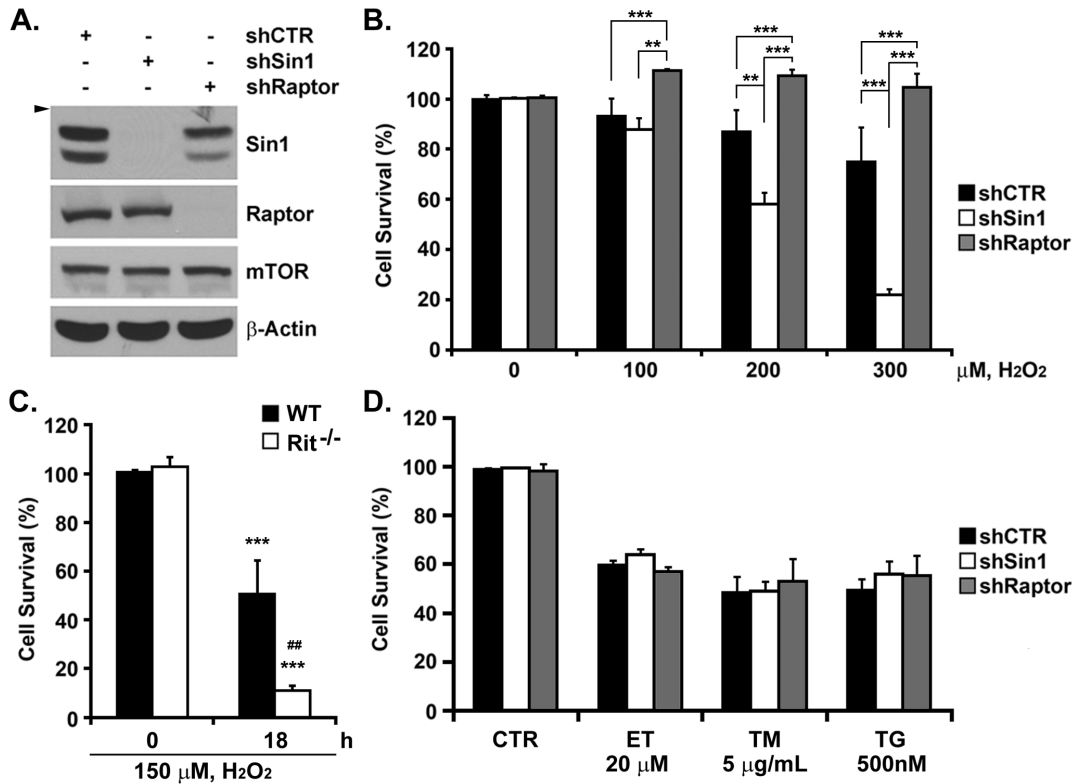 A.
+ - - shCTR
- + - shSin1
- - + shRaptor
Sin1
Raptor
mTOR
β-Actin
B.
Cell Survival (%)
120
100
80
60
40
20
0
*** ** *** ** *** *** *** ***
0 100 200 300 μM, H2O2
shCTR
shSin1
shRaptor
C.
Cell Survival (%)
120
100
80
60
40
20
0
WT
Rit-/-
***
##
***
0 18 h
150 μM, H2O2
D.
Cell Survival (%)
120
100
80
60
40
20
0
CTR ET TM TG
20 μM 5 μg/mL 500nM
shCTR
shSin1
shRaptor